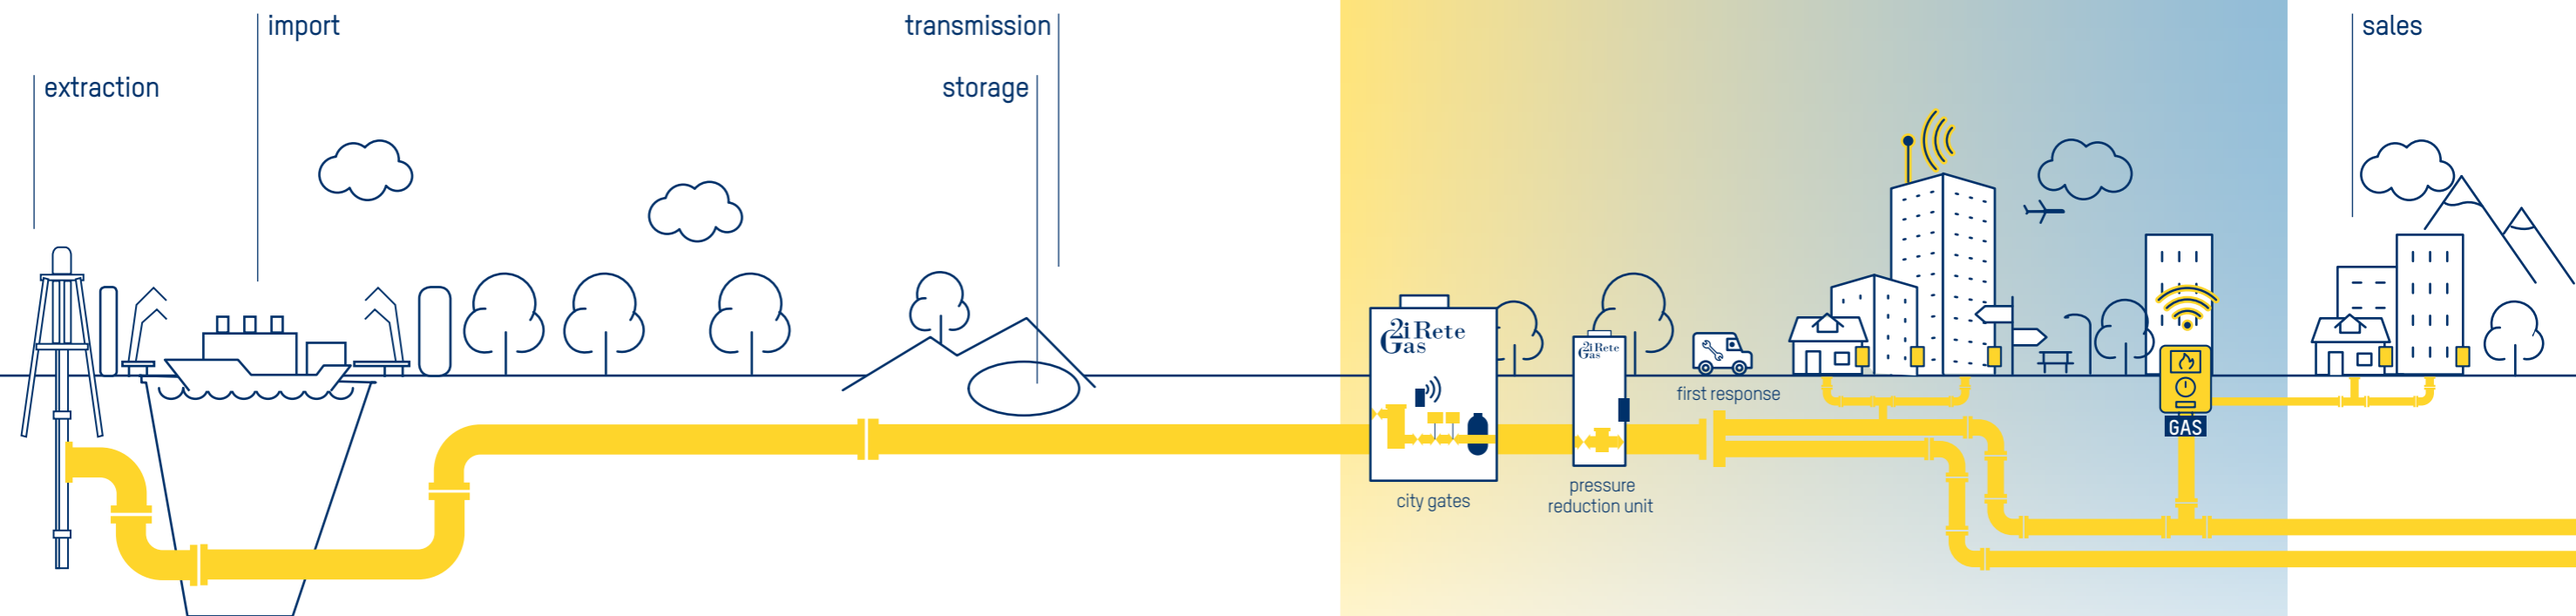 import
transmission
sales
extraction
storage
2i Rete
Gas
2i Rete
Gas
first response
GAS
pressure
reduction unit
city gates